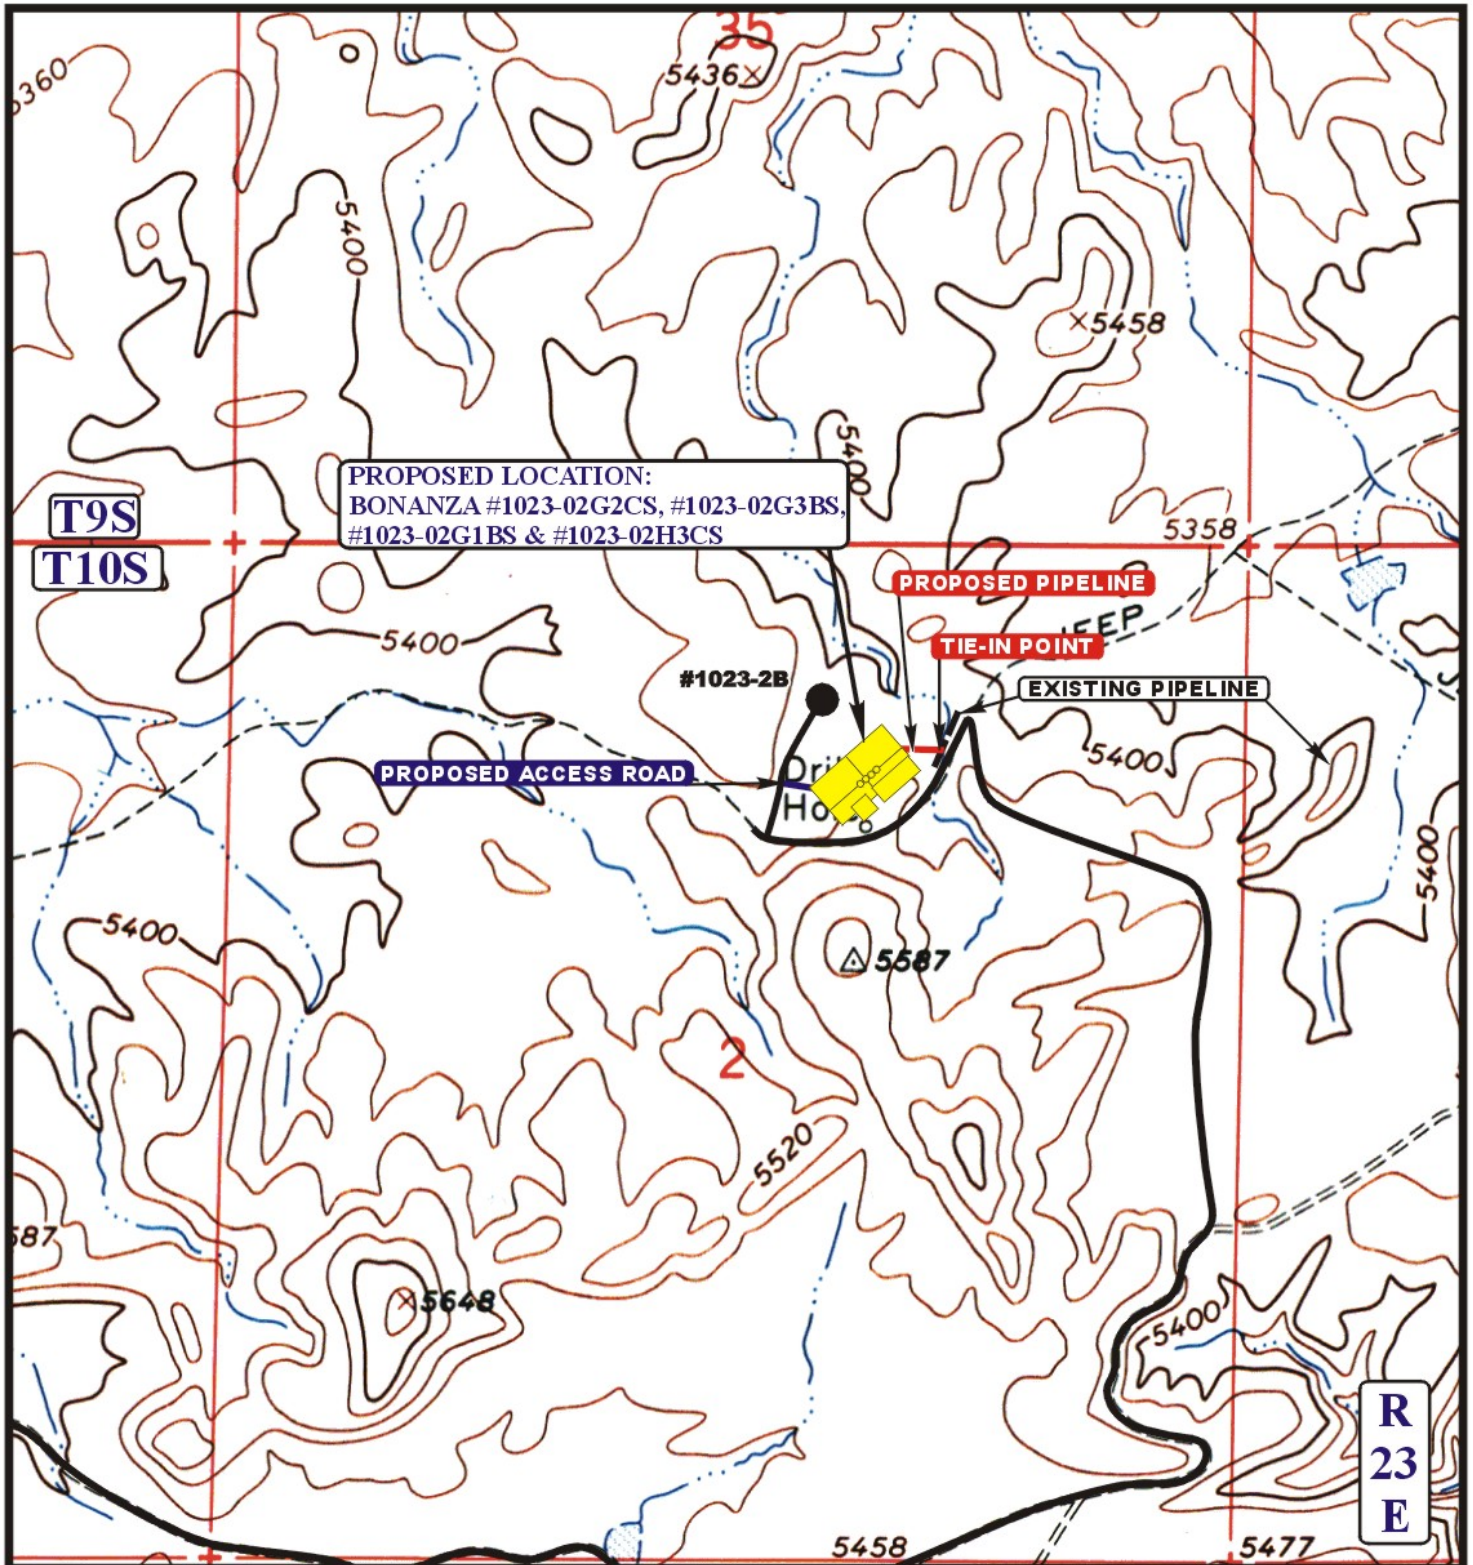 35
5436
5360
5400
5458
5400
PROPOSED LOCATION:
BONANZA #1023-02G2CS, #1023-02G3BS,
#1023-02G1BS & #1023-02H3CS
T9S
5358
T10S
PROPOSED PIPELINE
JEEP
5400
TIE-IN POINT
#1023-2B
EXISTING PIPELINE
5400
PROPOSED ACCESS ROAD
5400
5400
5587
2
5520
587
5648
5400
R
23
E
5458
5477